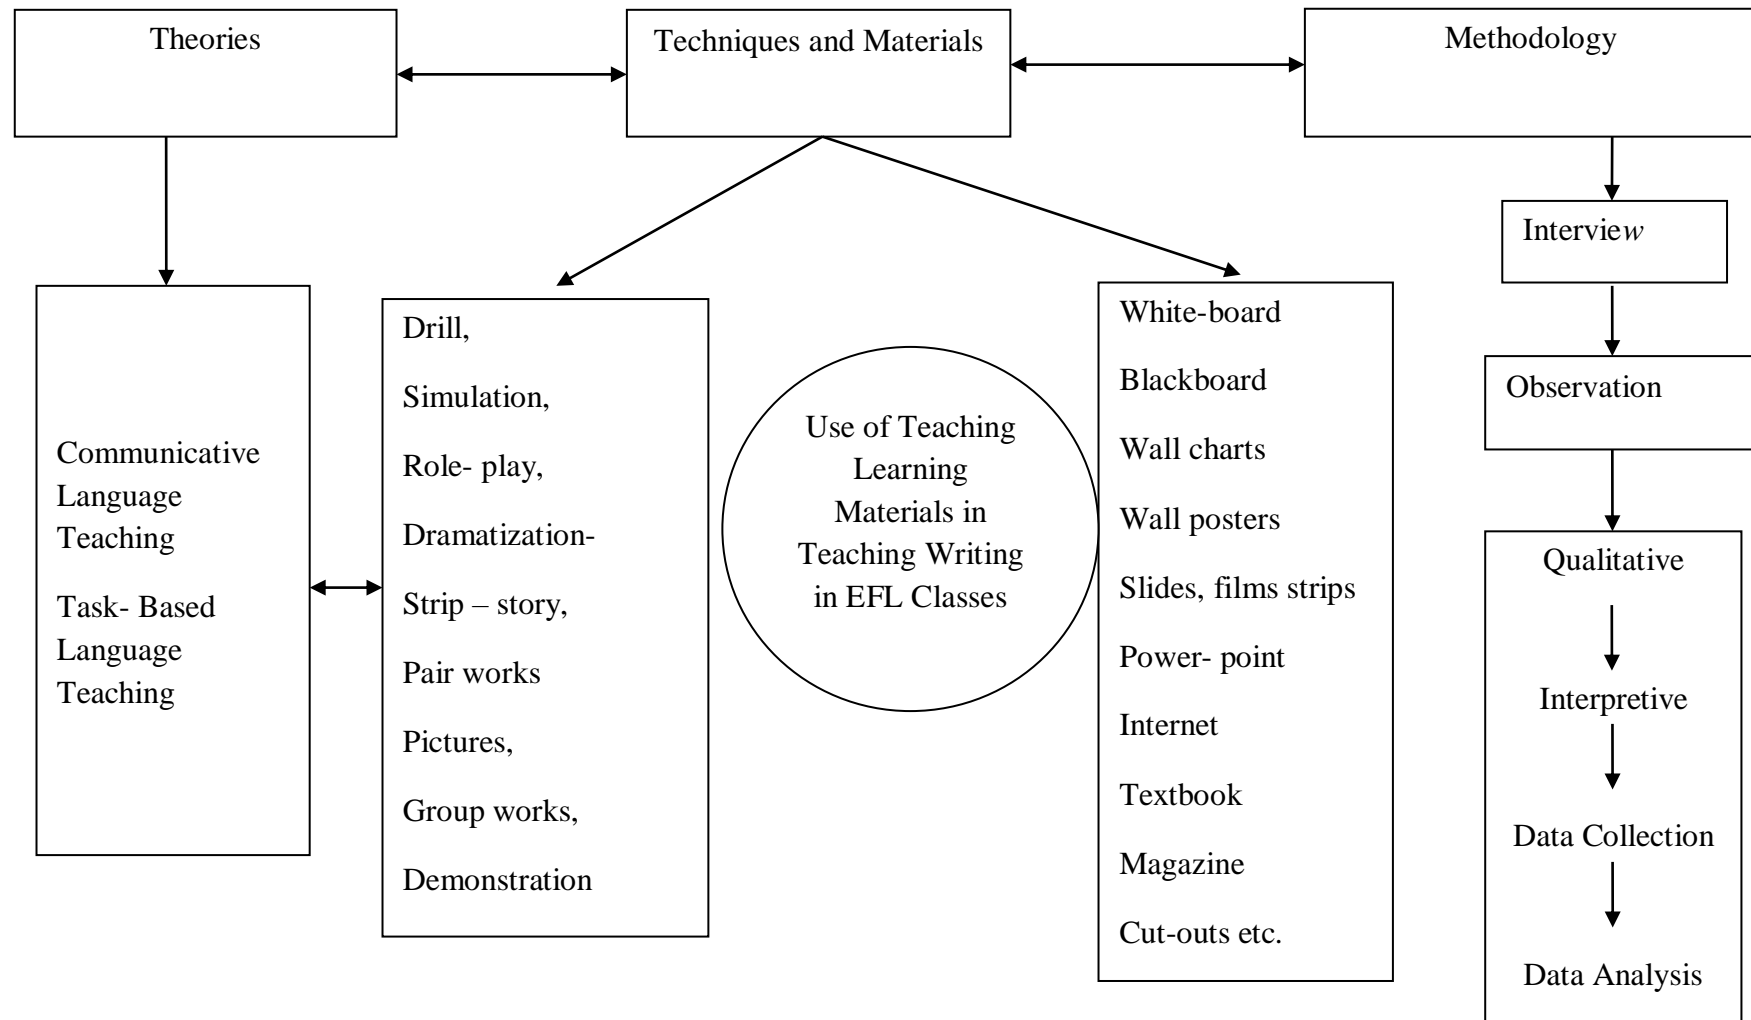 Theories
Techniques and Materials
Methodology
Communicative
Language
Teaching
Task- Based
Language
Teaching
Drill,
Simulation,
Role- play,
Dramatization-
Strip – story,
Pair works
Pictures,
Group works,
Demonstration
Use of Teaching
Learning
Materials in
Teaching Writing
in EFL Classes
White-board
Blackboard
Wall charts
Wall posters
Slides, films strips
Power- point
Internet
Textbook
Magazine
Cut-outs etc.
Interview
Observation
Qualitative
Interpretive
Data Collection
Data Analysis